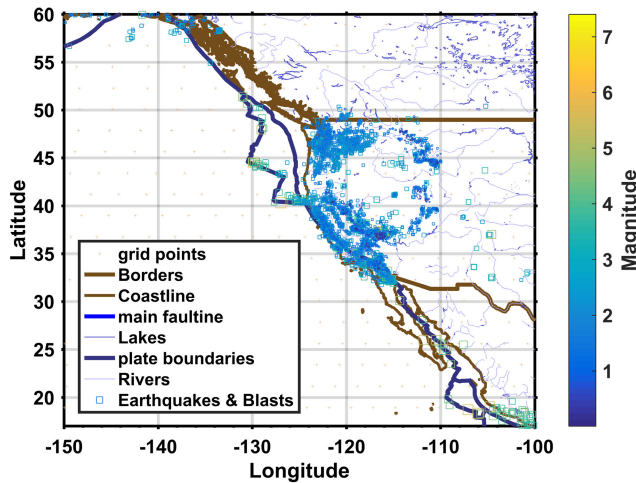 60
55
50
45
40
35
30
25
20
-150
-140
-130
-120
-110
-100
Latitude
Longitude
grid points
Borders
Coastline
main faultine
Lakes
plate boundaries
Rivers
Earthquakes & Blasts
7
6
5
4
3
2
1
Magnitude